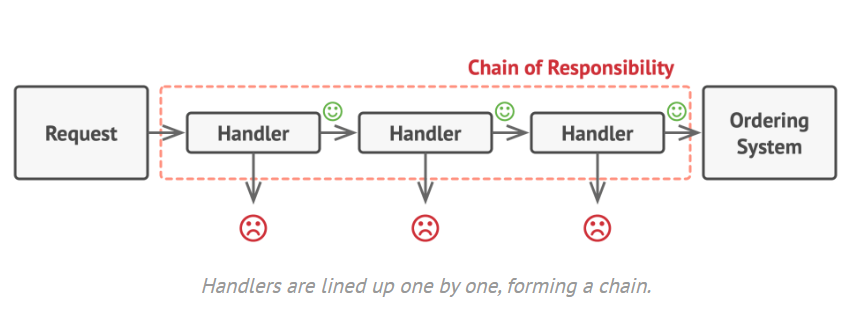 Chain of Responsibility
Request
Handler
Handler
Handler
Ordering
System
Handlers are lined up one by one, forming a chain.